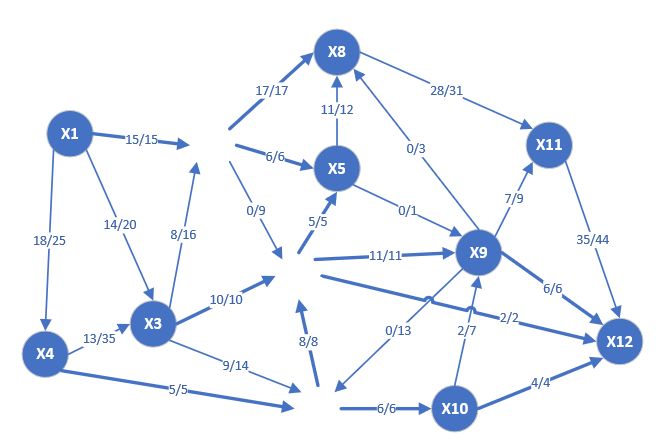 X8
17/17
28/31
X1
15/15
11/12
X11
6/6
0/3
X5
0/9
0/1
7/9
18/25
14/20
8/16
5/5
11/11
X9
35/44
10/10
6/6
X3
13/35
0/13
2/7
2/2
X12
X4
8/8
9/14
5/5
4/4
6/6
X10